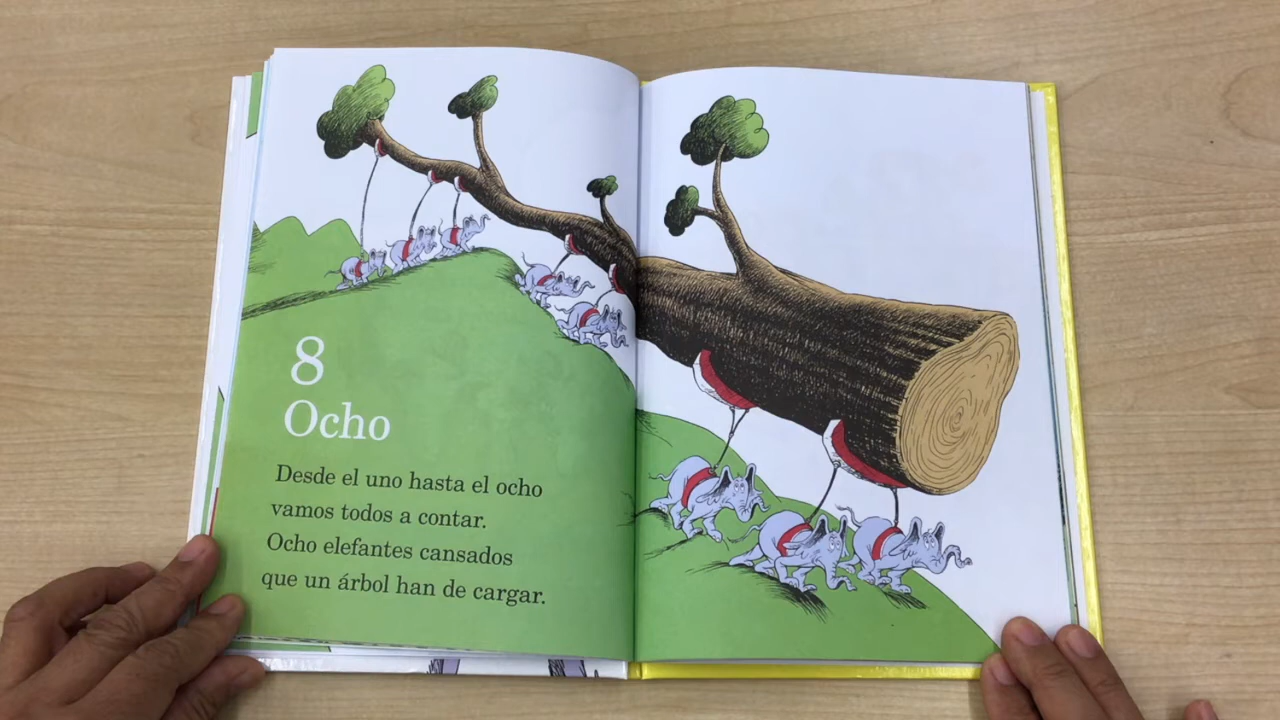 8
Ocho
Desde el uno hasta el ocho
vamos todos a contar.
Ocho elefantes cansados
que un árbol han de cargar.